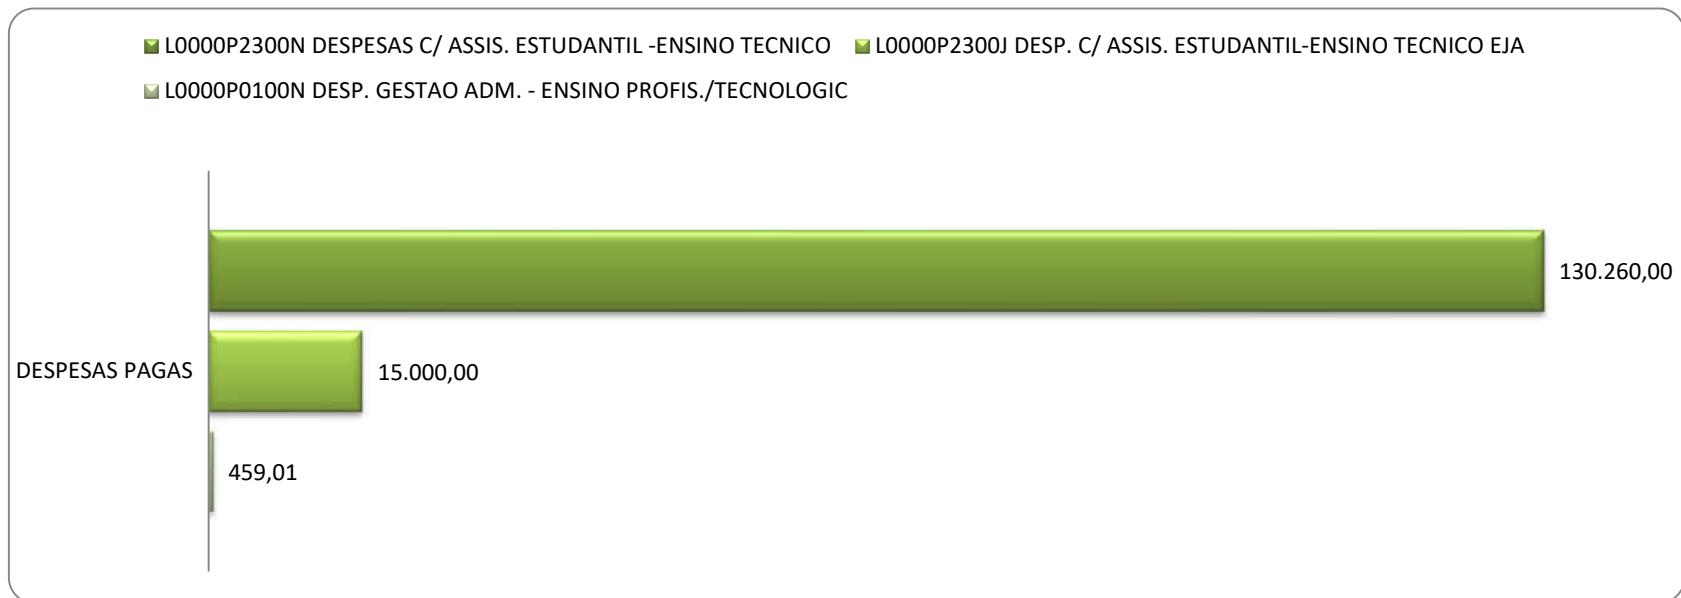 L0000P2300N DESPESAS C/ ASSIS. ESTUDANTIL -ENSINO TECNICO
L0000P2300J DESP. C/ ASSIS. ESTUDANTIL-ENSINO TECNICO EJA
L0000P0100N DESP. GESTAO ADM. - ENSINO PROFIS./TECNOLOGIC
130.260,00
DESPESAS PAGAS
15.000,00
459,01